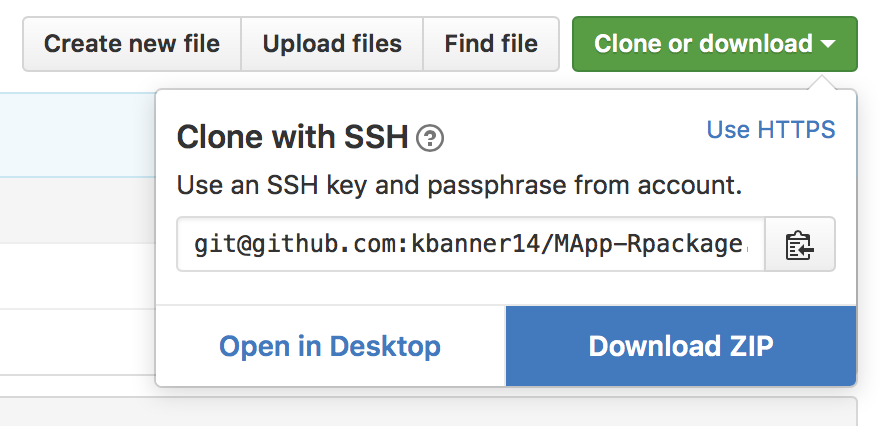 Create new file Upload files Find file Clone or download
Clone with SSH ? Use HTTPS
Use an SSH key and passphrase from account.
git@github.com:kbanner14/MApp-Rpackage.
Open in Desktop Download ZIP